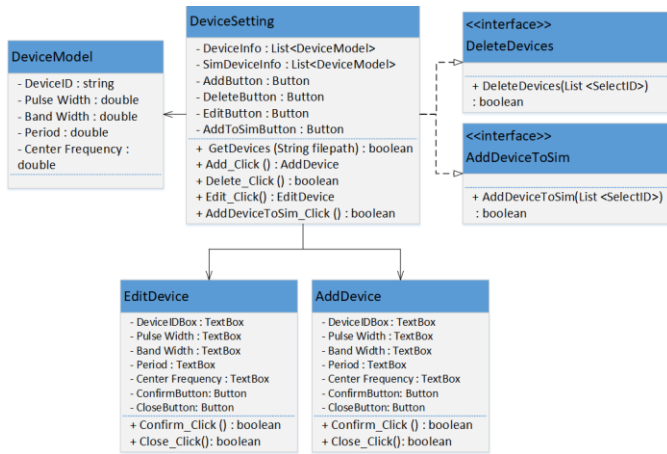 DeviceModel
- DeviceID : string
- Pulse Width : double
- Band Width : double
- Period : double
- Center Frequency :
double
DeviceSetting
- DeviceInfo : List<DeviceModel>
- SimDeviceInfo : List<DeviceModel>
- AddButton : Button
- DeleteButton : Button
- EditButton : Button
- AddToSimButton : Button
+ GetDevices (String filepath) : boolean
+ Add_Click () : AddDevice
+ Delete_Click () : boolean
+ Edit_Click() : EditDevice
+ AddDeviceToSim_Click () : boolean
<<interface>>
DeleteDevices
+ DeleteDevices(List <SelectID>)
: boolean
<<interface>>
AddDeviceToSim
+ AddDeviceToSim(List <SelectID>)
: boolean
EditDevice
- DeviceIDBox : TextBox
- Pulse Width : TextBox
- Band Width : TextBox
- Period : TextBox
- Center Frequency : TextBox
- ConfirmButton: Button
- CloseButton: Button
+ Confirm_Click () : boolean
+ Close_Click(): boolean
AddDevice
- DeviceIDBox : TextBox
- Pulse Width : TextBox
- Band Width : TextBox
- Period : TextBox
- Center Frequency : TextBox
- ConfirmButton: Button
- CloseButton: Button
+ Confirm_Click () : boolean
+ Close_Click(): boolean